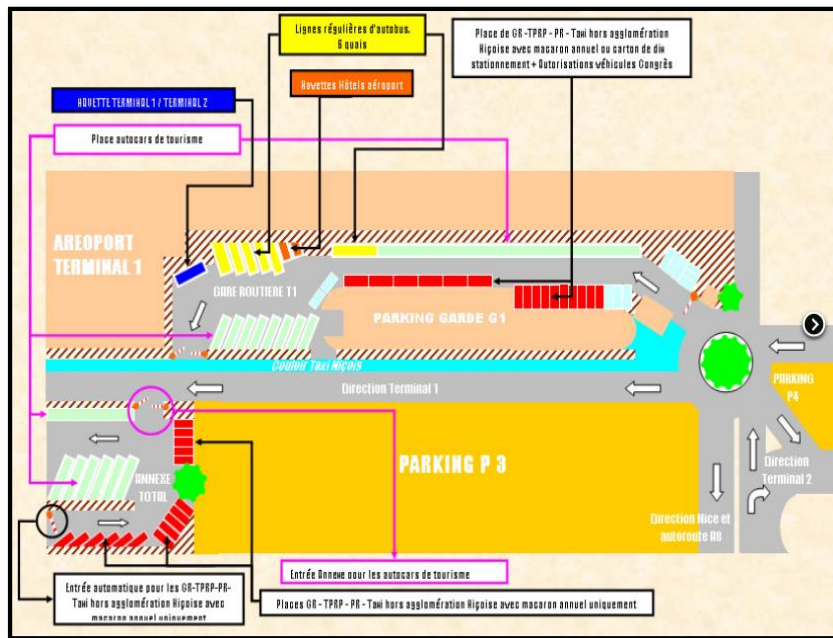 Lignes régulières d'autobus.
6 quais
Place de GR-TPRP - PR - Taxi hors agglomération
Niçoise avec macaron annuel ou carton de dix
stationnement + Autorisations véhicules Congrès
Navettes Hôtels aéroport
NAVETTE TERMINAL 1 / TERMINAL 2
Place autocars de tourisme
AREOPORT
TERMINAL 1
GARE ROUTIERE T1
PARKING GARDE G1
Couloir Taxi Niçois
Direction Terminal 1
PARKING
P4
PARKING P 3
ANNEXE
TOTAL
Direction
Terminal 2
Direction Nice et
autoroute A8
Entrée Annexe pour les autocars de tourisme
Entrée automatique pour les GR-TPRP-PR-
Taxi hors agglomération Niçoise avec
macaron annuel uniquement
Places GR - TPRP - PR - Taxi hors agglomération Niçoise avec macaron annuel uniquement